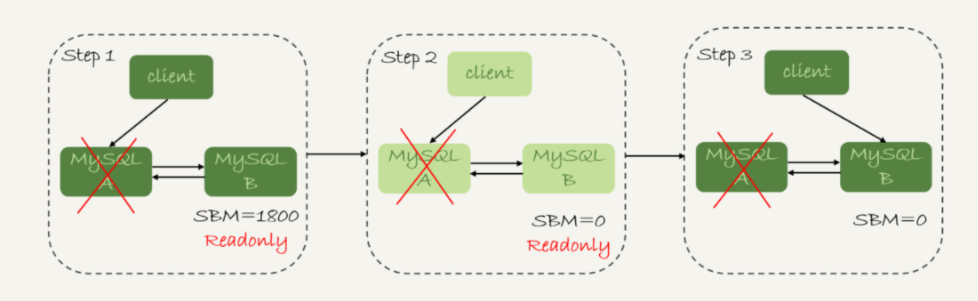 Step 1
client
MySQL
A
MySQL
B
SBM=1800
Readonly
Step 2
client
MySQL
A
MySQL
B
SBM=0
Readonly
Step 3
client
MySQL
A
MySQL
B
SBM=0